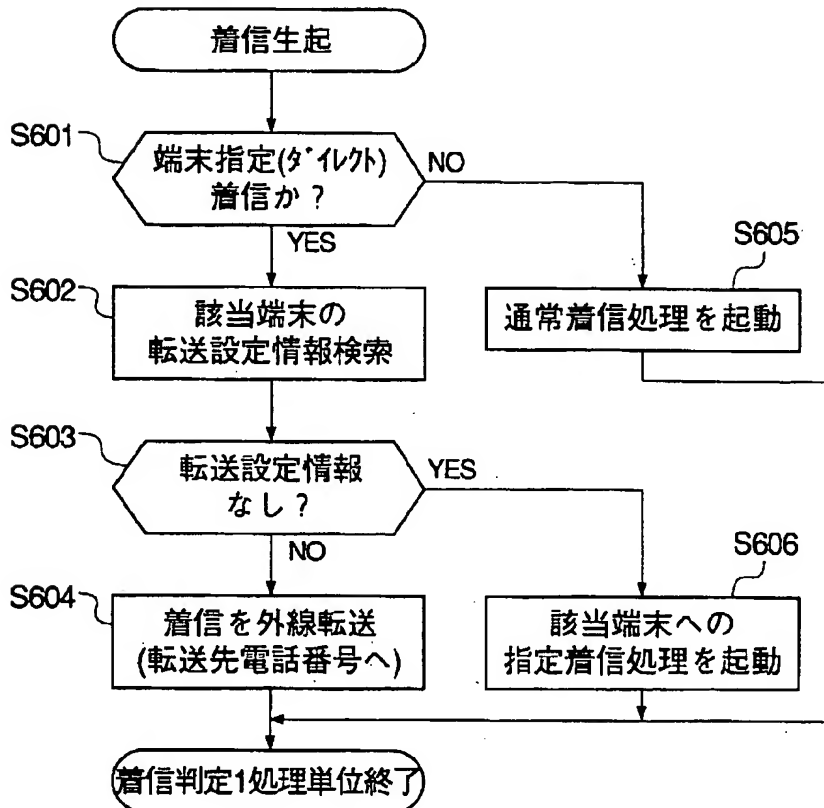 着信生起
S601
端末指定(ダイレクト)
着信か？
NO
YES
S605
S602
該当端末の
転送設定情報検索
通常着信処理を起動
S603
転送設定情報
なし？
YES
NO
S606
S604
着信を外線転送
(転送先電話番号へ)
該当端末への
指定着信処理を起動
着信判定1処理単位終了